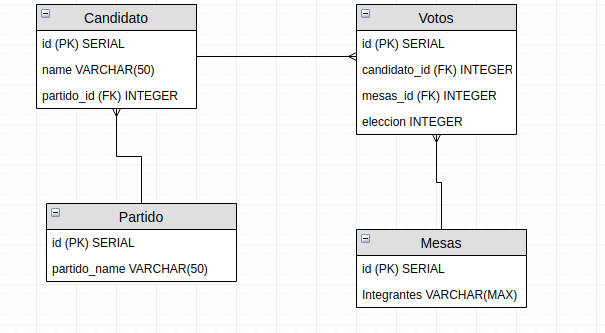 Candidato
id (PK) SERIAL
name VARCHAR(50)
partido_id (FK) INTEGER
Votos
id (PK) SERIAL
candidato_id (FK) INTEGER
mesas_id (FK) INTEGER
eleccion INTEGER
Partido
id (PK) SERIAL
partido_name VARCHAR(50)
Mesas
id (PK) SERIAL
Integrantes VARCHAR(MAX)